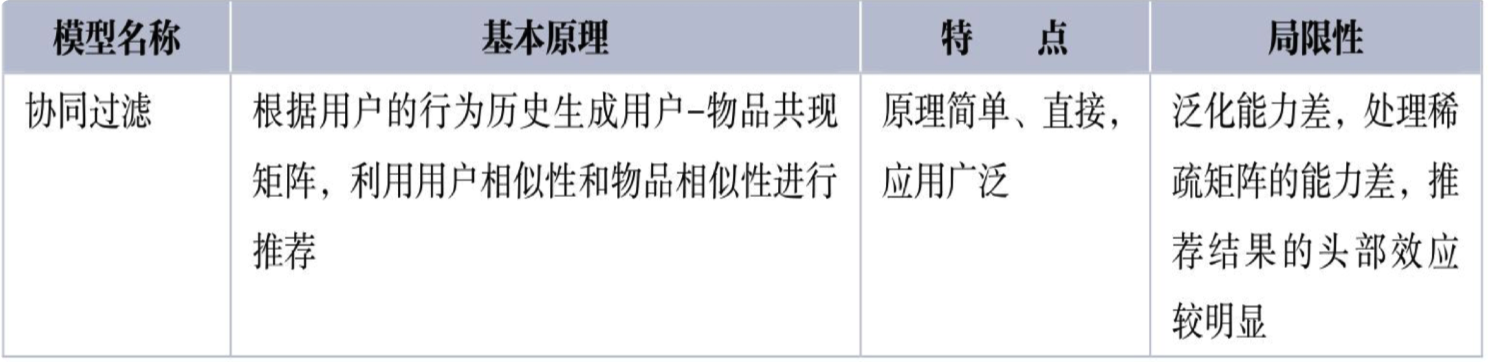 模型名称 基本原理 特 点 局限性
协同过滤 根据用户的行为历史生成用户-物品共现 原理简单、直接， 泛化能力差，处理稀
矩阵，利用用户相似性和物品相似性进行 应用广泛 疏矩阵的能力差，推
推荐 荐结果的头部效应
较明显